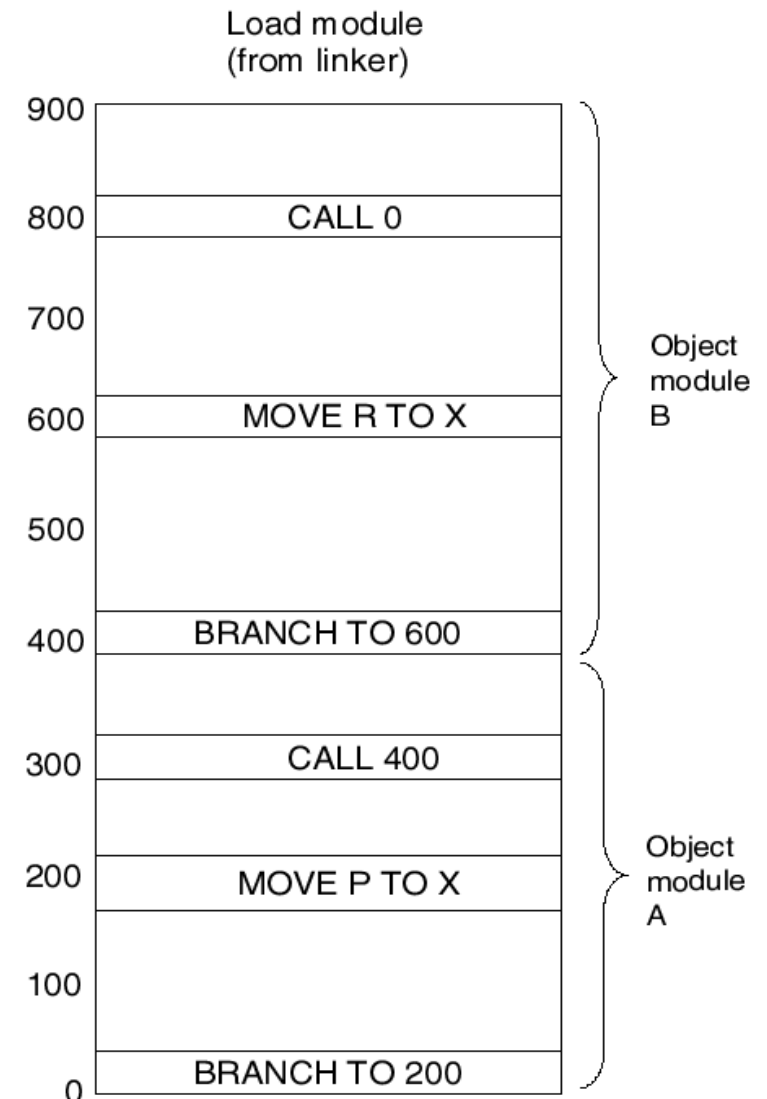 Load module
(from linker)
900
800
CALL 0
700
Object
module
B
600
MOVE R TO X
500
400
BRANCH TO 600
300
CALL 400
200
MOVE P TO X
Object
module
A
100
0
BRANCH TO 200